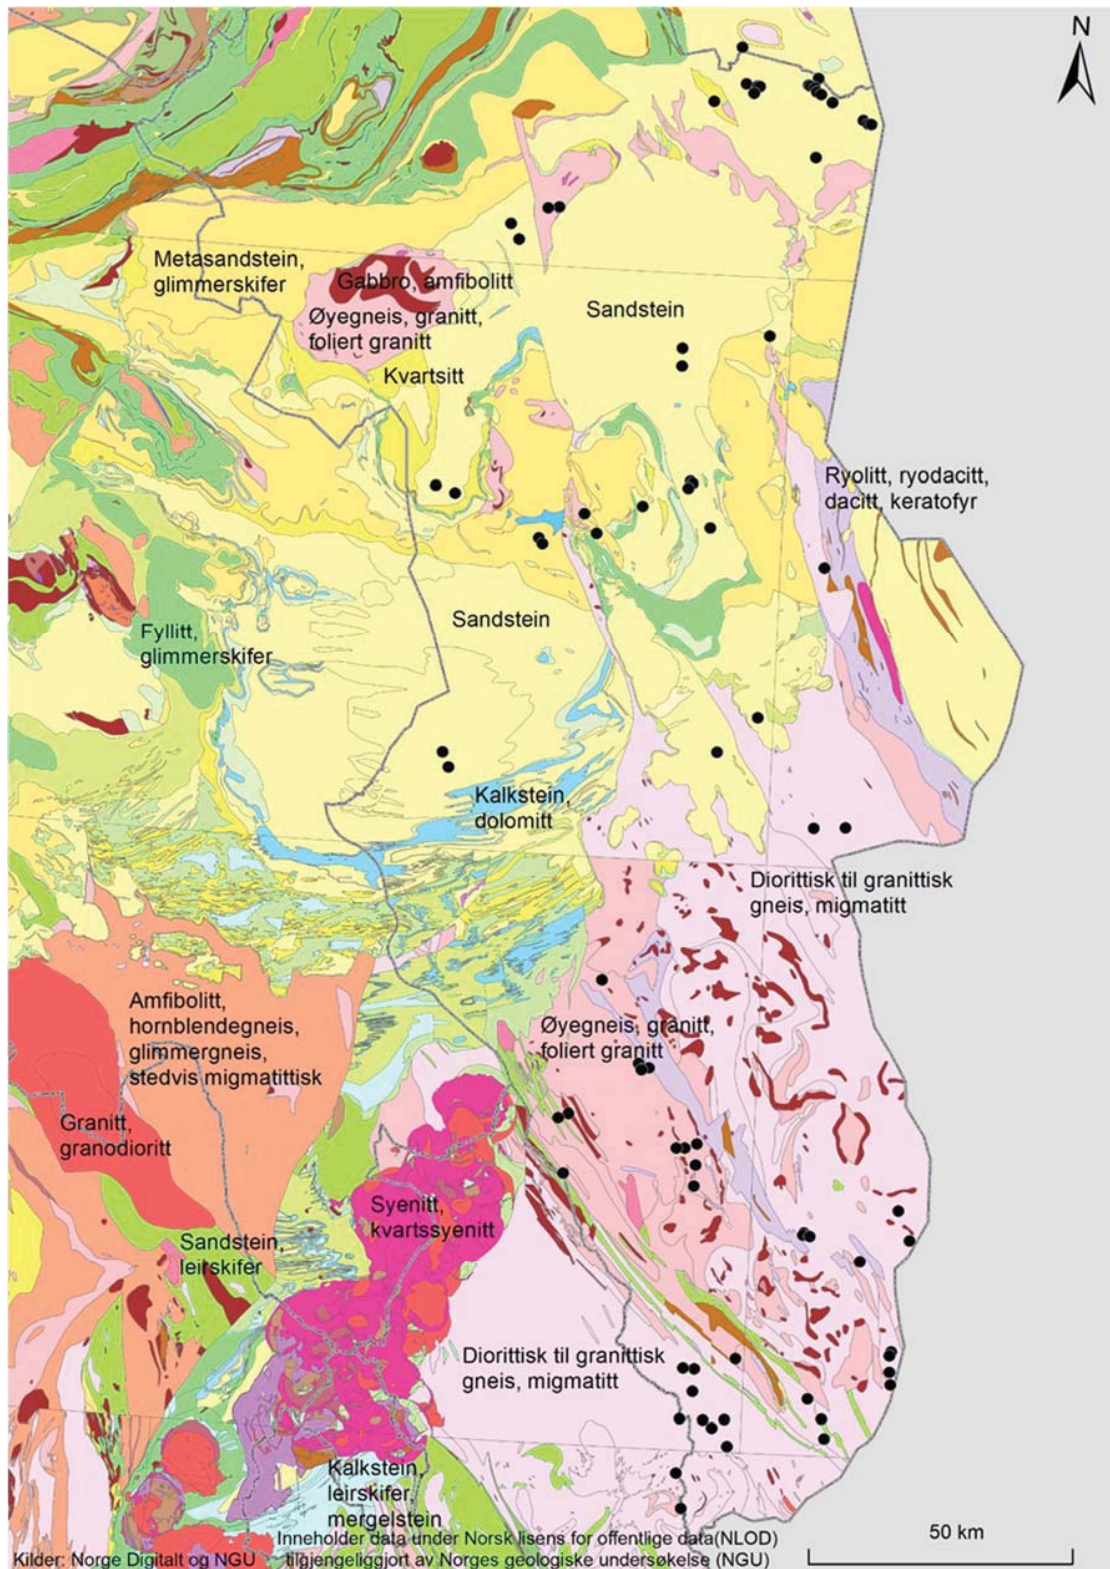 N
Metasandstein,
glimmerskifer
Gabbro, amfibolitt
Øyegneis, granitt,
foliert granitt
Sandstein
Kvartsitt
Ryolitt, ryodacitt,
dacitt, keratofyr
Sandstein
Fyllitt,
glimmerskifer
Kalkstein,
dolomitt
Diorittisk til granittisk
gneis, migmatitt
Amfibolitt,
hornblendegneis,
glimmergneis,
stedvis migmatittisk
Øyegneis, granitt,
foliert granitt
Granitt,
granodioritt
Syenitt,
kvartssyenitt
Sandstein,
leirskifer
Diorittisk til granittisk
gneis, migmatitt
Kalkstein,
leirskifer,
mergelstein
50 km
Inneholder data under Norsk lisens for offentlige data(NLOD)
Kilder: Norge Digitalt og NGU tilgjengeliggjort av Norges geologiske undersøkelse (NGU)